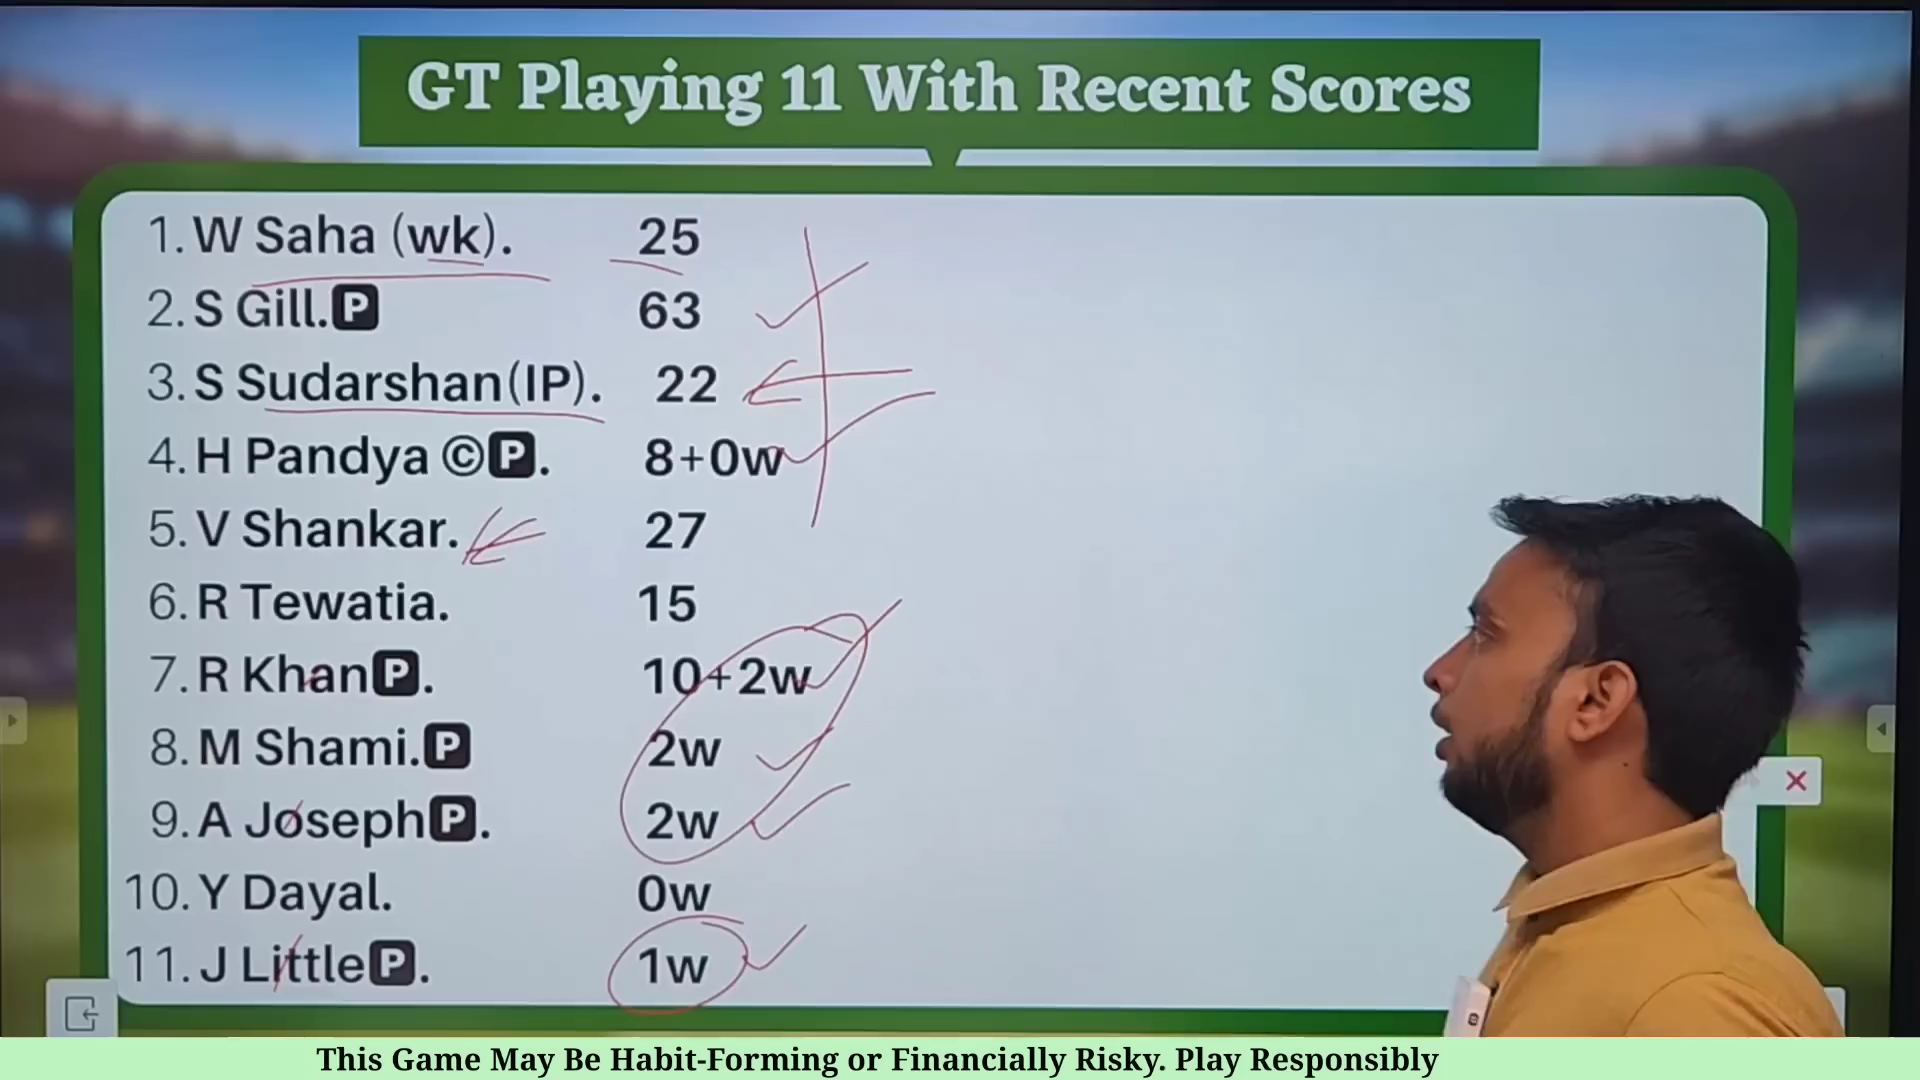 GT Playing 11 With Recent Scores
1. W Saha (wk). 25
2. S Gill.🅿 63
3. S Sudarshan(IP). 22
4. H Pandya ©🅿. 8+0w
5. V Shankar. 27
6. R Tewatia. 15
7. R Khan🅿. 10+2w
8. M Shami.🅿 2w
9. A Joseph🅿. 2w
10. Y Dayal. 0w
11. J Little🅿. 1w
This Game May Be Habit-Forming or Financially Risky. Play Responsibly